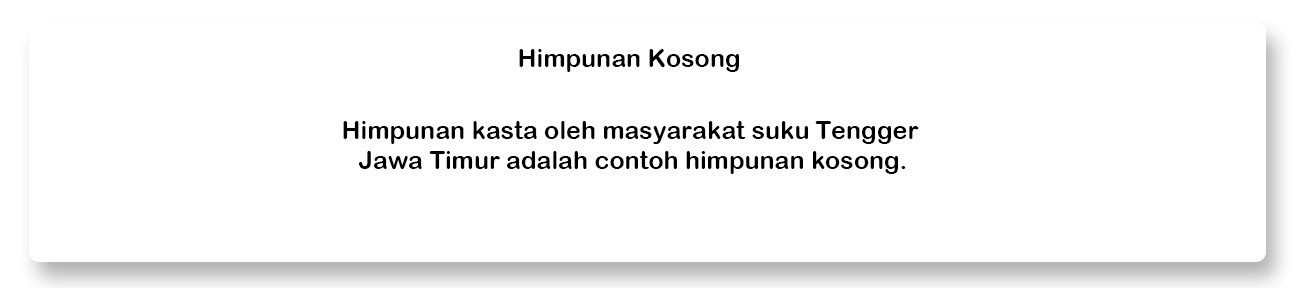 Himpunan Kosong
Himpunan kasta oleh masyarakat suku Tengger
Jawa Timur adalah contoh himpunan kosong.